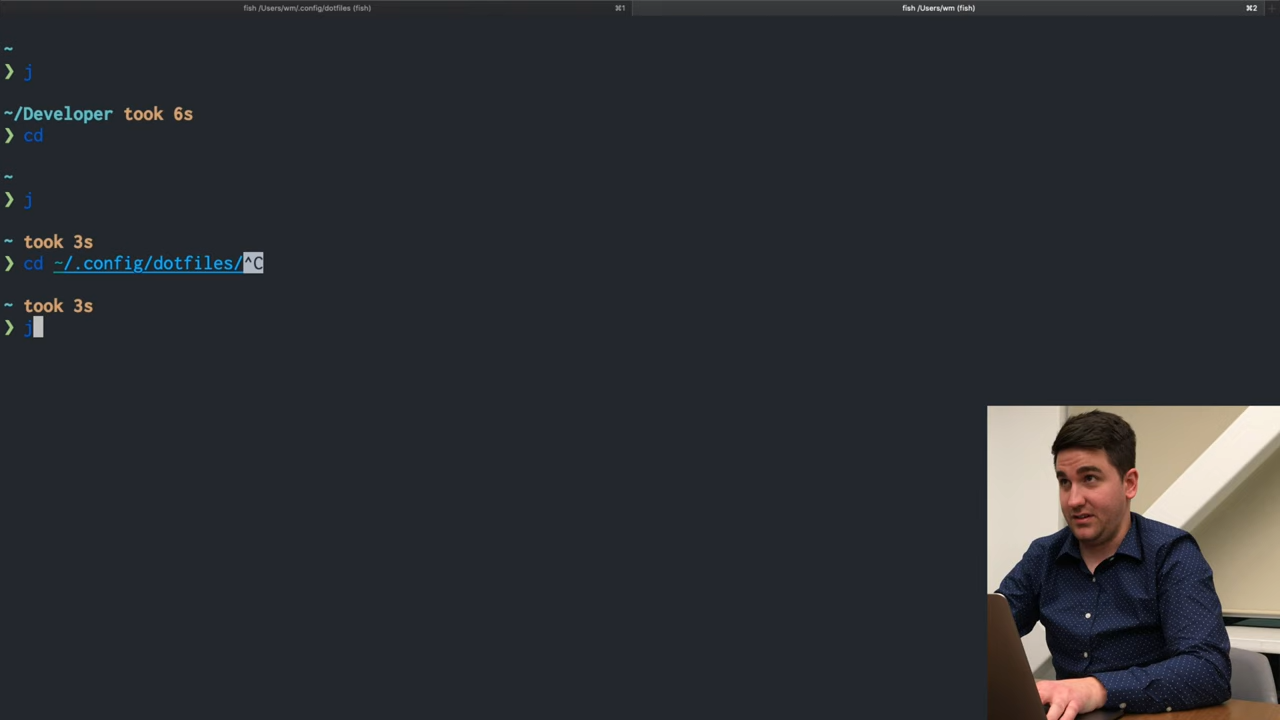 fish /Users/wm/.config/dotfiles (fish) ⌘1 fish /Users/wm (fish) ⌘2
~
❯ j
~/Developer took 6s
❯ cd
~
❯ j
~ took 3s
❯ cd ~/.config/dotfiles/^C
~ took 3s
❯ j